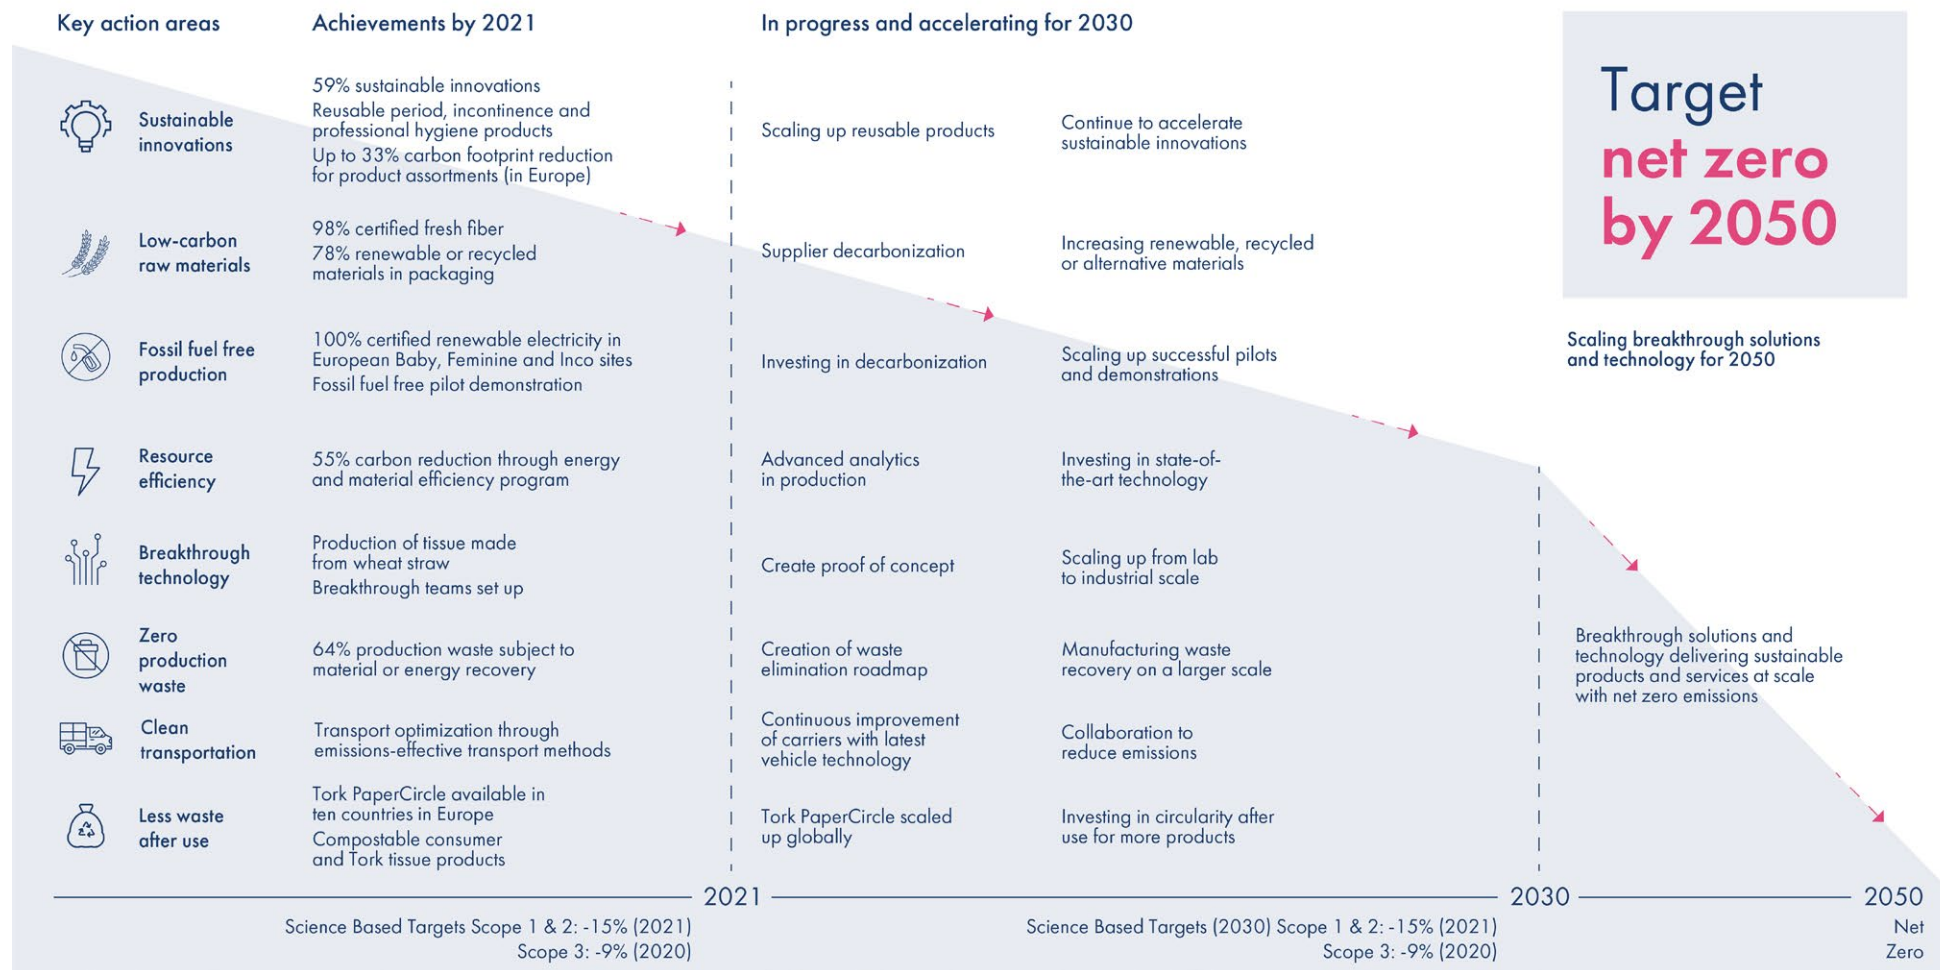 Key action areas
Achievements by 2021
In progress and accelerating for 2030
Target
net zero
by 2050
Sustainable
innovations
59% sustainable innovations
Reusable period, incontinence and
professional hygiene products
Up to 33% carbon footprint reduction
for product assortments (in Europe)
Scaling up reusable products
Continue to accelerate
sustainable innovations
Low-carbon
raw materials
98% certified fresh fiber
78% renewable or recycled
materials in packaging
Supplier decarbonization
Increasing renewable, recycled
or alternative materials
Fossil fuel free
production
100% certified renewable electricity in
European Baby, Feminine and Inco sites
Fossil fuel free pilot demonstration
Investing in decarbonization
Scaling up successful pilots
and demonstrations
Scaling breakthrough solutions
and technology for 2050
Resource
efficiency
55% carbon reduction through energy
and material efficiency program
Advanced analytics
in production
Investing in state-of-
the-art technology
Breakthrough
technology
Production of tissue made
from wheat straw
Breakthrough teams set up
Create proof of concept
Scaling up from lab
to industrial scale
Zero
production
waste
64% production waste subject to
material or energy recovery
Creation of waste
elimination roadmap
Manufacturing waste
recovery on a larger scale
Breakthrough solutions and
technology delivering sustainable
products and services at scale
with net zero emissions
Clean
transportation
Transport optimization through
emissions-effective transport methods
Continuous improvement
of carriers with latest
vehicle technology
Collaboration to
reduce emissions
Less waste
after use
Tork PaperCircle available in
ten countries in Europe
Compostable consumer
and Tork tissue products
Tork PaperCircle scaled
up globally
Investing in circularity after
use for more products
2021
2030
2050
Science Based Targets Scope 1 & 2: -15% (2021)
Scope 3: -9% (2020)
Science Based Targets (2030) Scope 1 & 2: -15% (2021)
Scope 3: -9% (2020)
Net
Zero